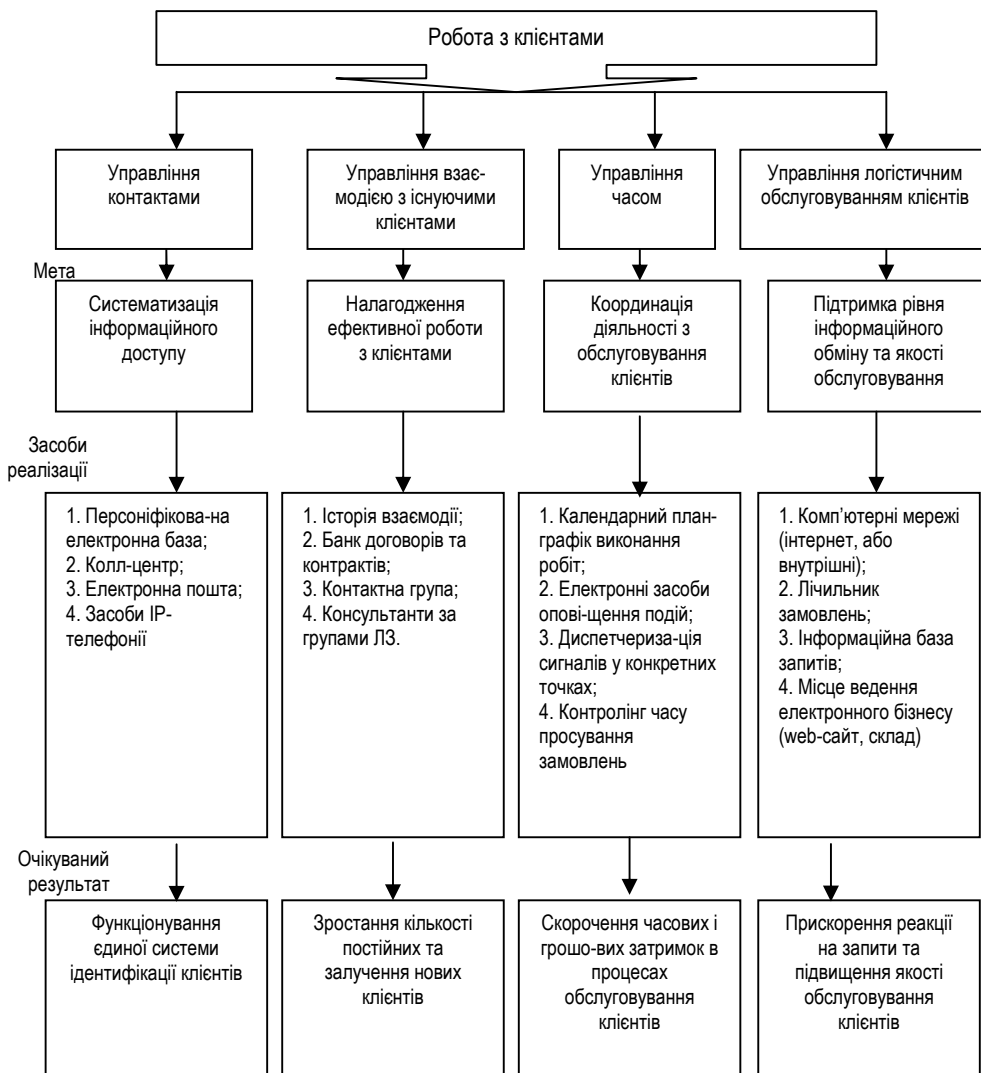 Робота з клієнтами
Управління
контактами
Управління взає-
модією з існуючими
клієнтами
Управління
часом
Управління логістичним
обслуговуванням клієнтів
Мета
Систематизація
інформаційного
доступу
Налагодження
ефективної роботи
з клієнтами
Координація
діяльності з
обслуговування
клієнтів
Підтримка рівня
інформаційного
обміну та якості
обслуговування
Засоби
реалізації
1. Персоніфікова-на
електронна база;
2. Колл-центр;
3. Електронна пошта;
4. Засоби IP-
телефонії
1. Історія взаємодії;
2. Банк договорів та
контрактів;
3. Контактна група;
4. Консультанти за
групами ЛЗ.
1. Календарний план-
графік виконання
робіт;
2. Електронні засоби
опові-щення подій;
3. Диспетчериза-ція
сигналів у конкретних
точках;
4. Контролінг часу
просування
замовлень
1. Комп’ютерні мережі
(інтернет, або
внутрішні);
2. Лічильник
замовлень;
3. Інформаційна база
запитів;
4. Місце ведення
електронного бізнесу
(web-сайт, склад)
Очікуваний
результат
Функціонування
єдиної системи
ідентифікації клієнтів
Зростання кількості
постійних та
залучення нових
клієнтів
Скорочення часових і
грошо-вих затримок в
процесах
обслуговування
клієнтів
Прискорення реакції
на запити та
підвищення якості
обслуговування
клієнтів